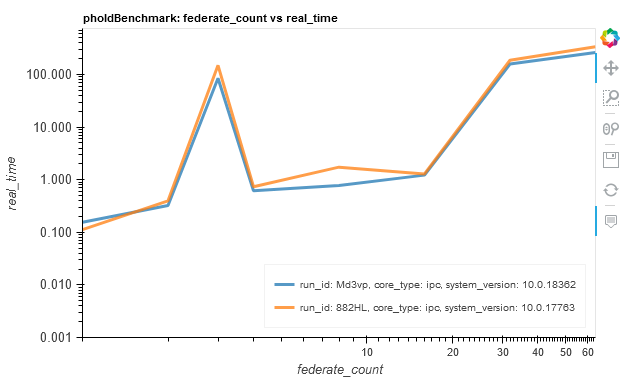 pholdBenchmark: federate_count vs real_time
100.000
10.000
1.000
0.100
0.010
0.001
real_time
run_id: Md3vp, core_type: ipc, system_version: 10.0.18362
run_id: 882HL, core_type: ipc, system_version: 10.0.17763
10
20
30
40
50
60
federate_count